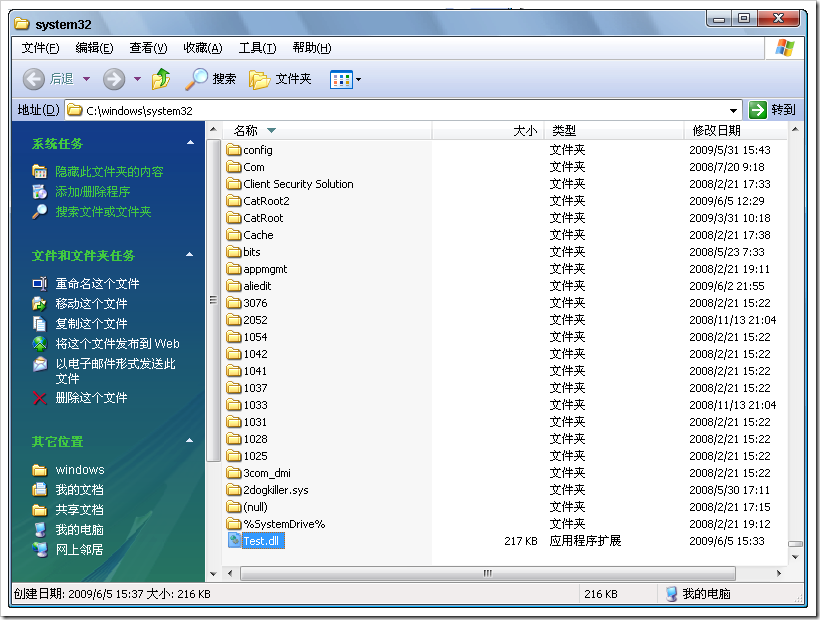 system32
文件(F) 编辑(E) 查看(V) 收藏(A) 工具(T) 帮助(H)
后退 搜索 文件夹
地址(D) C:\windows\system32 转到
系统任务
隐藏此文件夹的内容
添加/删除程序
搜索文件或文件夹
文件和文件夹任务
重命名这个文件
移动这个文件
复制这个文件
将这个文件发布到 Web
以电子邮件形式发送此
文件
删除这个文件
其它位置
windows
我的文档
共享文档
我的电脑
网上邻居
名称 大小 类型 修改日期
config 文件夹 2009/5/31 15:43
Com 文件夹 2008/7/20 9:18
Client Security Solution 文件夹 2008/2/21 17:33
CatRoot2 文件夹 2009/6/5 12:29
CatRoot 文件夹 2009/3/31 10:18
Cache 文件夹 2008/2/21 17:38
bits 文件夹 2008/5/23 7:33
appmgmt 文件夹 2008/2/21 19:11
aliedit 文件夹 2009/6/2 21:55
3076 文件夹 2008/2/21 15:22
2052 文件夹 2008/11/13 21:04
1054 文件夹 2008/2/21 15:22
1042 文件夹 2008/2/21 15:22
1041 文件夹 2008/2/21 15:22
1037 文件夹 2008/2/21 15:22
1033 文件夹 2008/11/13 21:04
1031 文件夹 2008/2/21 15:22
1028 文件夹 2008/2/21 15:22
1025 文件夹 2008/2/21 15:22
3com_dmi 文件夹 2008/2/21 15:22
2dogkiller.sys 文件夹 2008/5/30 17:11
(null) 文件夹 2008/2/21 17:15
%SystemDrive% 文件夹 2008/2/21 19:12
Test.dll 217 KB 应用程序扩展 2009/6/5 15:33
创建日期: 2009/6/5 15:37 大小: 216 KB 216 KB 我的电脑